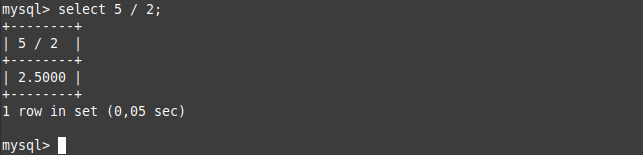 mysql> select 5 / 2;
+--------+
| 5 / 2  |
+--------+
| 2.5000 |
+--------+
1 row in set (0,05 sec)
mysql>